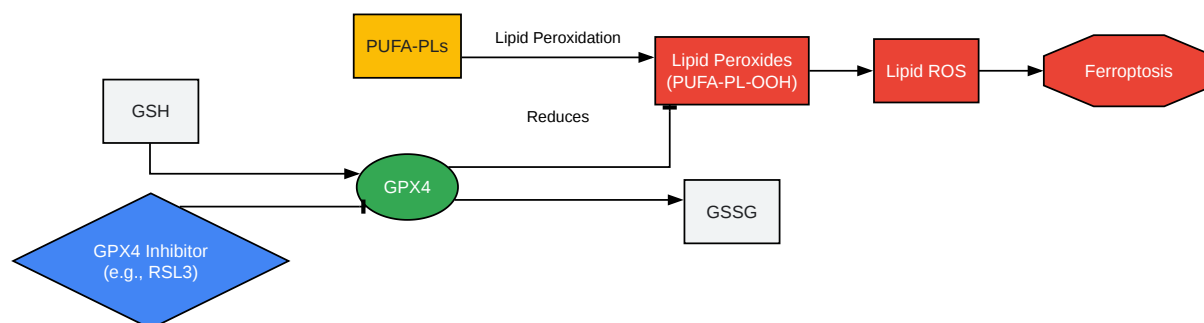 PUFA-PLs
Lipid Peroxidation
Lipid Peroxides
(PUFA-PL-OOH)
Lipid ROS
Ferroptosis
GSH
Reduces
GPX4
GSSG
GPX4 Inhibitor
(e.g., RSL3)